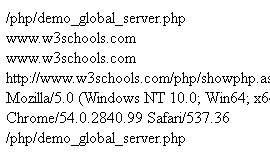 /php/demo_global_server.php
www.w3schools.com
www.w3schools.com
http://www.w3schools.com/php/showphp.as
Mozilla/5.0 (Windows NT 10.0; Win64; x6
Chrome/54.0.2840.99 Safari/537.36
/php/demo_global_server.php